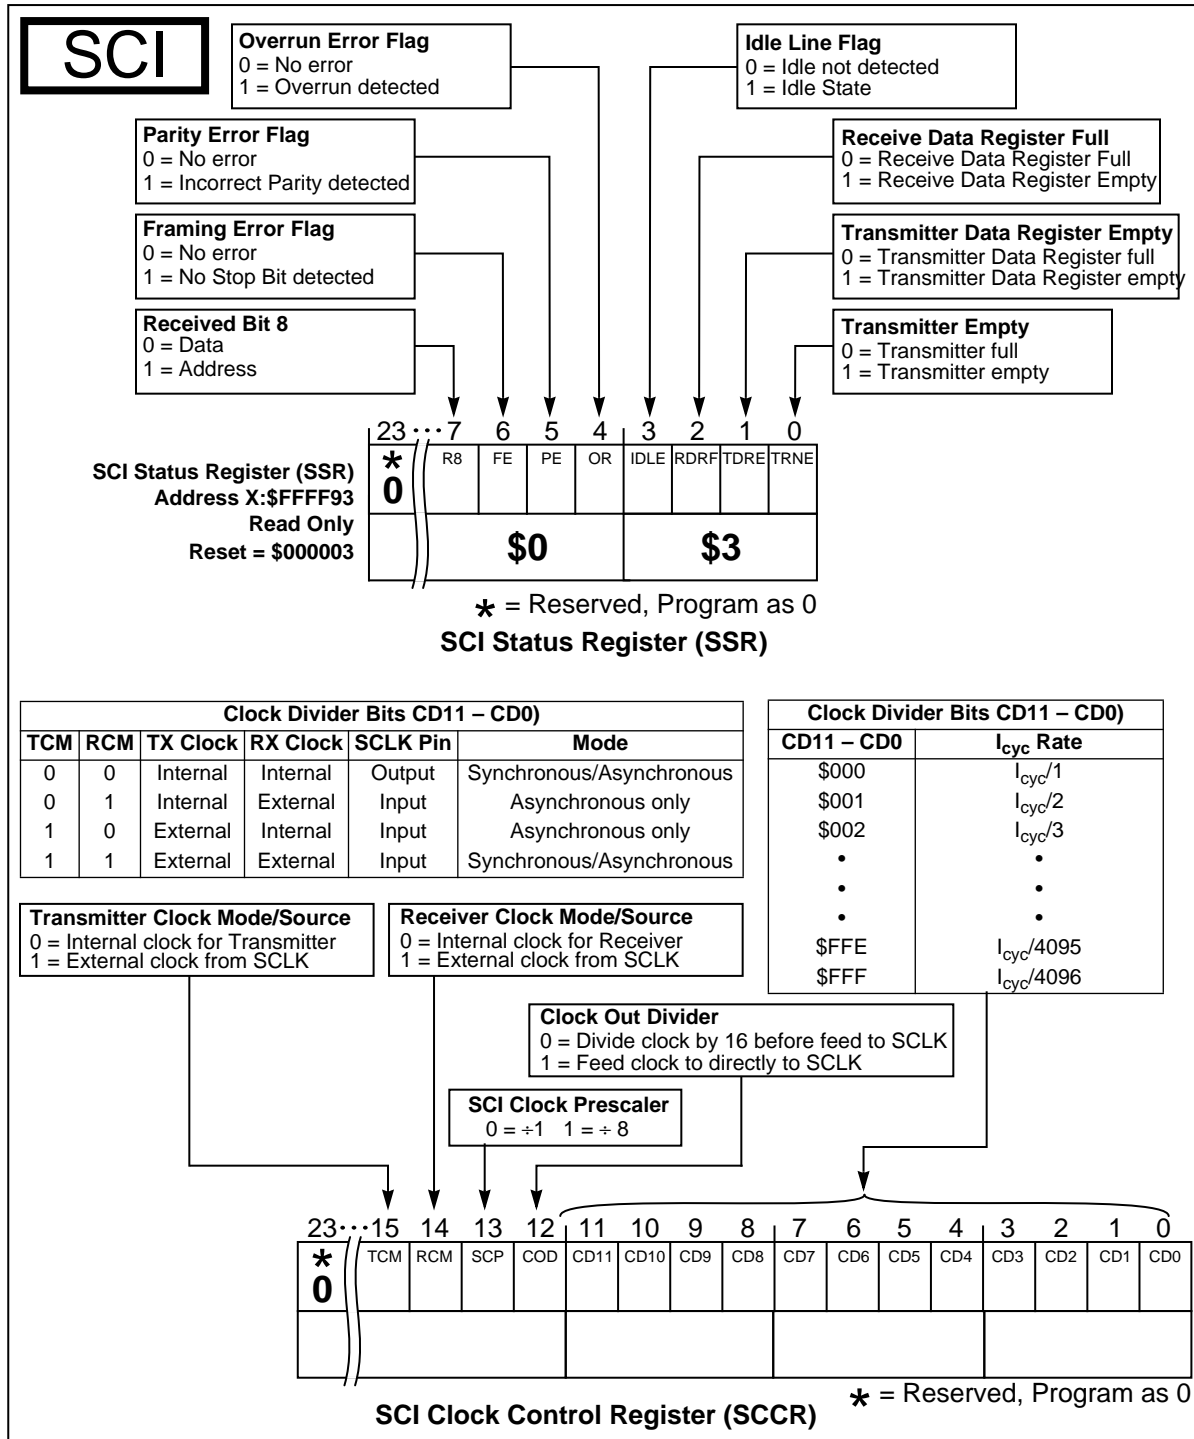 SCI
Overrun Error Flag
0 = No error
1 = Overrun detected
Idle Line Flag
0 = Idle not detected
1 = Idle State
Parity Error Flag
0 = No error
1 = Incorrect Parity detected
Receive Data Register Full
0 = Receive Data Register Full
1 = Receive Data Register Empty
Framing Error Flag
0 = No error
1 = No Stop Bit detected
Transmitter Data Register Empty
0 = Transmitter Data Register full
1 = Transmitter Data Register empty
Received Bit 8
0 = Data
1 = Address
Transmitter Empty
0 = Transmitter full
1 = Transmitter empty
23 ··· 7 6 5 4 3 2 1 0
* R8 FE PE OR IDLE RDRF TDRE TRNE
0
SCI Status Register (SSR)
Address X:$FFFF93
Read Only
Reset = $000003
$0 $3
* = Reserved, Program as 0
SCI Status Register (SSR)
Clock Divider Bits CD11 – CD0)
TCM RCM TX Clock RX Clock SCLK Pin Mode
0 0 Internal Internal Output Synchronous/Asynchronous
0 1 Internal External Input Asynchronous only
1 0 External Internal Input Asynchronous only
1 1 External External Input Synchronous/Asynchronous
Clock Divider Bits CD11 – CD0)
CD11 – CD0 Icyc Rate
$000 Icyc/1
$001 Icyc/2
$002 Icyc/3
• •
• •
• •
$FFE Icyc/4095
$FFF Icyc/4096
Transmitter Clock Mode/Source
0 = Internal clock for Transmitter
1 = External clock from SCLK
Receiver Clock Mode/Source
0 = Internal clock for Receiver
1 = External clock from SCLK
Clock Out Divider
0 = Divide clock by 16 before feed to SCLK
1 = Feed clock to directly to SCLK
SCI Clock Prescaler
0 = ÷1 1 = ÷ 8
23 ··· 15 14 13 12 11 10 9 8 7 6 5 4 3 2 1 0
* TCM RCM SCP COD CD11 CD10 CD9 CD8 CD7 CD6 CD5 CD4 CD3 CD2 CD1 CD0
0
* = Reserved, Program as 0
SCI Clock Control Register (SCCR)